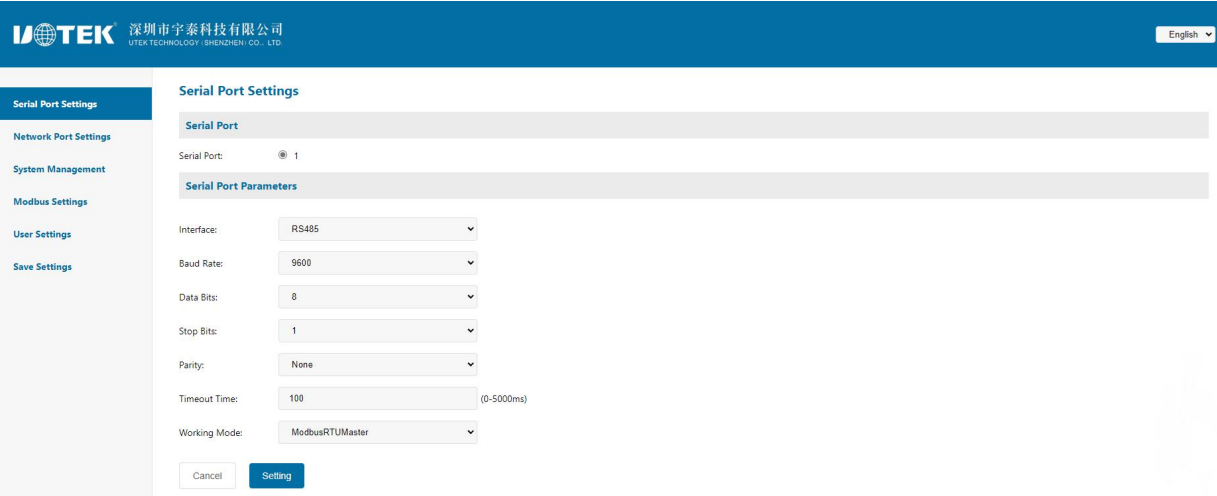 UTEK® 深圳市宇泰科技有限公司
UTEK TECHNOLOGY (SHENZHEN) CO., LTD.
English
Serial Port Settings
Network Port Settings
System Management
Modbus Settings
User Settings
Save Settings
Serial Port Settings
Serial Port
Serial Port: 1
Serial Port Parameters
Interface: RS485
Baud Rate: 9600
Data Bits: 8
Stop Bits: 1
Parity: None
Timeout Time: 100 (0-5000ms)
Working Mode: ModbusRTUMaster
Cancel Setting